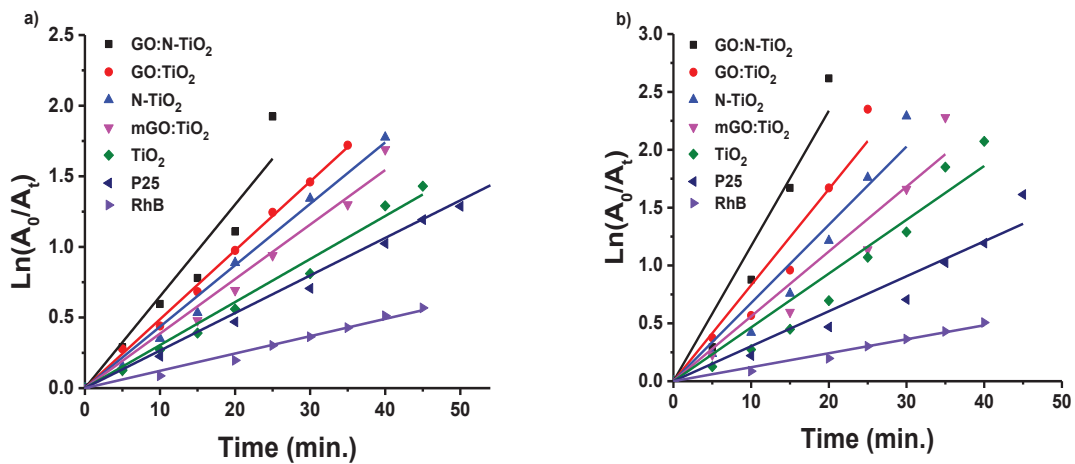 a)
Ln(A₀/Aₜ)
2.5
2.0
1.5
1.0
0.5
0.0
GO:N-TiO₂
GO:TiO₂
N-TiO₂
mGO:TiO₂
TiO₂
P25
RhB
0 10 20 30 40 50
Time (min.)
b)
Ln(A₀/Aₜ)
3.0
2.5
2.0
1.5
1.0
0.5
0.0
GO:N-TiO₂
GO:TiO₂
N-TiO₂
mGO:TiO₂
TiO₂
P25
RhB
0 10 20 30 40 50
Time (min.)